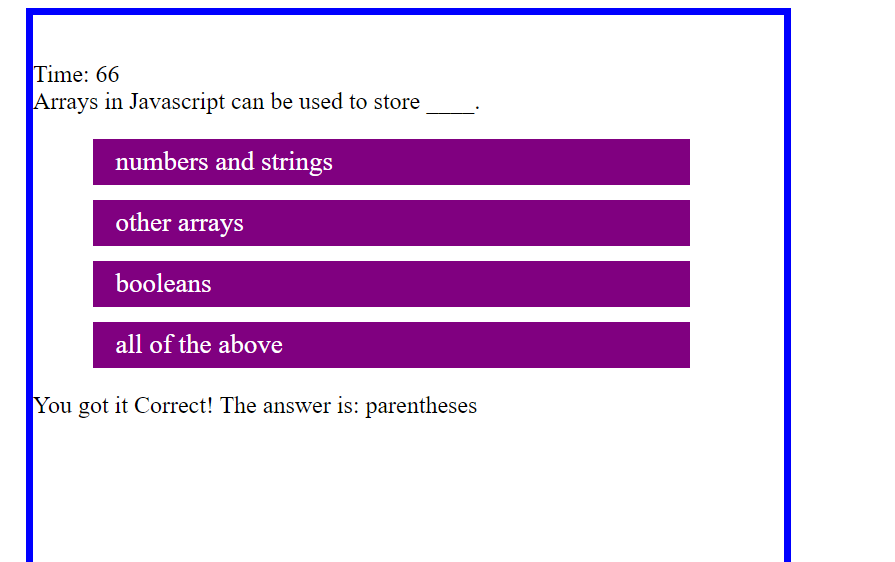 Time: 66
Arrays in Javascript can be used to store ____.
numbers and strings
other arrays
booleans
all of the above
You got it Correct! The answer is: parentheses